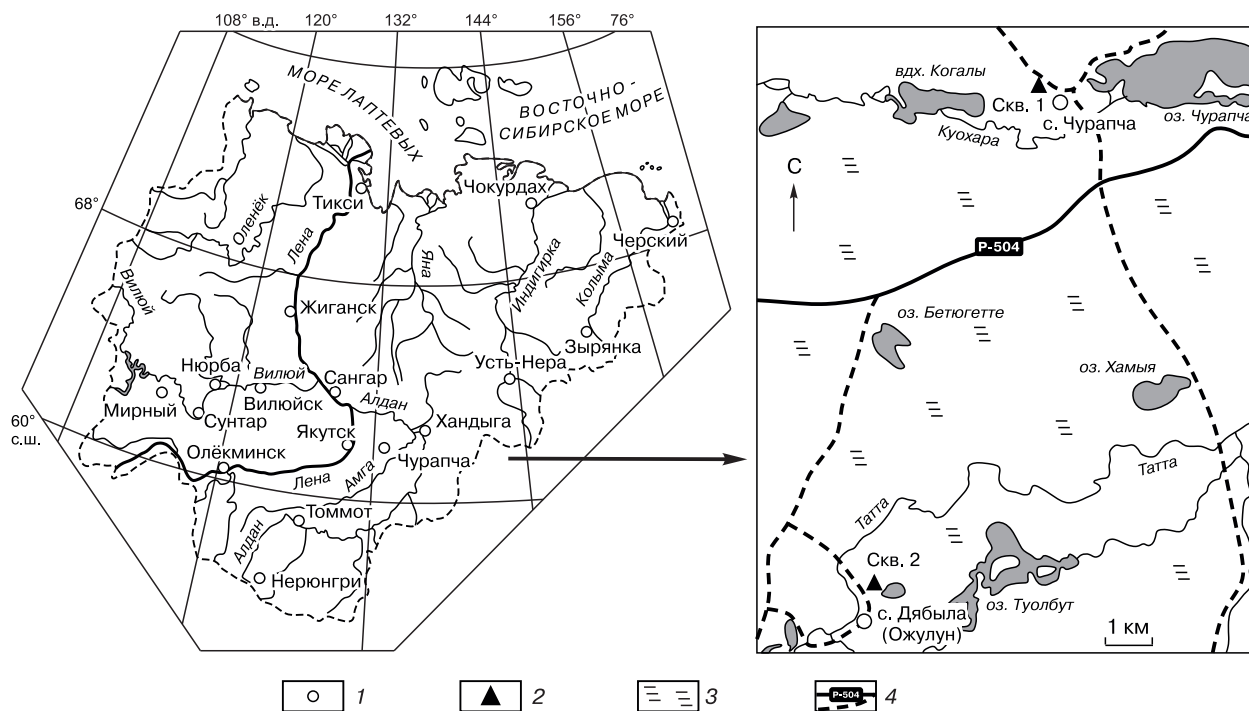 108° в.д.
120°
132°
144°
156°
76°
МОРЕ ЛАПТЕВЫХ
ВОСТОЧНО-
СИБИРСКОЕ МОРЕ
68°
60°
с.ш.
Тикси
Чокурдах
Черский
Оленёк
Лена
Яна
Индигирка
Колыма
Вилюй
Жиганск
Зырянка
Усть-Нера
Нюрба
Вилюй
Сангар
Мирный
Вилюйск
Алдан
Сунтар
Хандыга
Якутск
Олёкминск
Чурапча
Лена
Амга
Томмот
Алдан
Нерюнгри
вдх. Когалы
Скв. 1
с. Чурапча
оз. Чурапча
Куохара
С
Р-504
оз. Бетюгетте
оз. Хамыя
Татта
Татта
Скв. 2
оз. Туолбут
с. Дябыла
(Ожулун)
1 км
1
2
3
Р-504
4